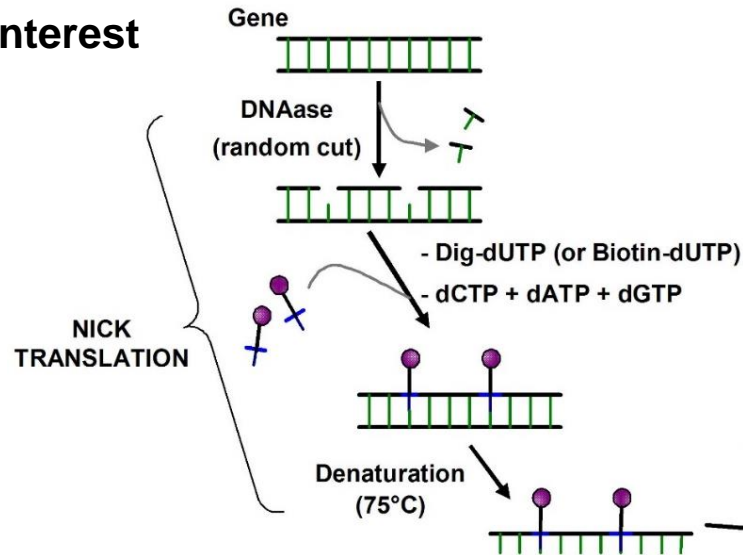 nterest
Gene
DNAase
(random cut)
- Dig-dUTP (or Biotin-dUTP)
- dCTP + dATP + dGTP
NICK
TRANSLATION
Denaturation
(75°C)